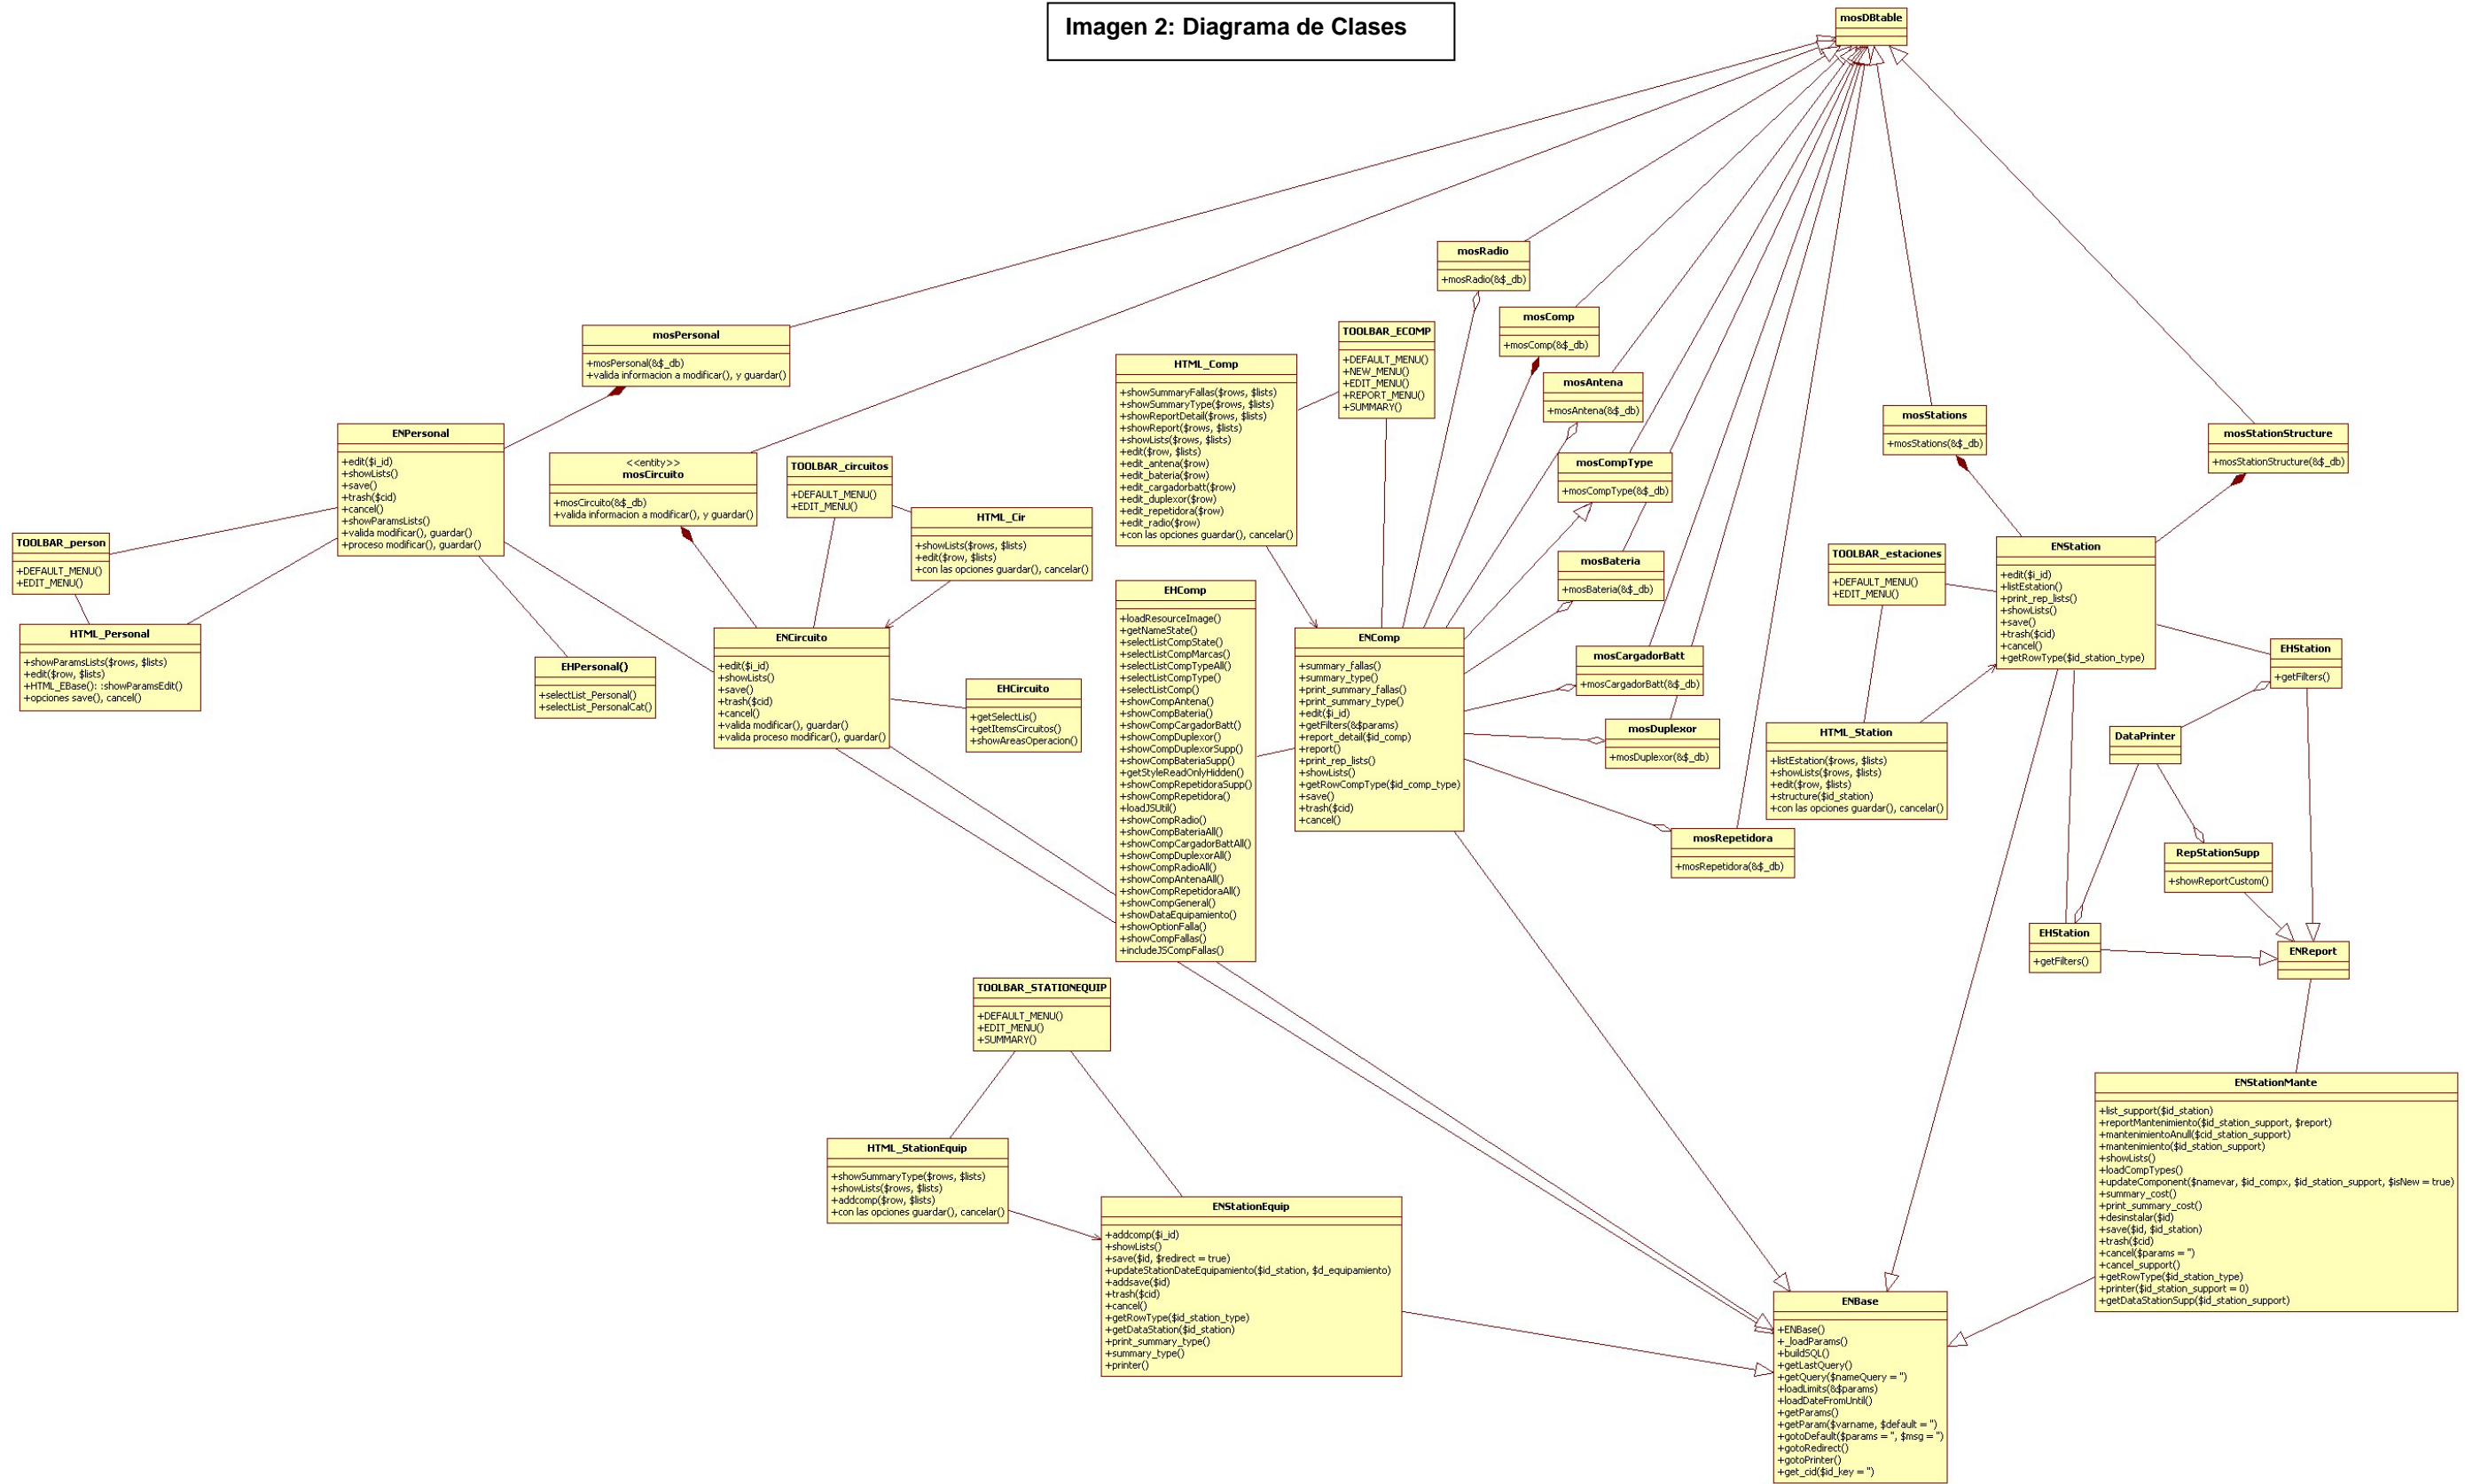 Imagen 2: Diagrama de Clases
mosDBtable
mosRadio
+mosRadio(&$_db)
mosComp
+mosComp(&$_db)
mosAntena
+mosAntena(&$_db)
mosCompType
+mosCompType(&$_db)
mosBateria
+mosBateria(&$_db)
mosCargadorBatt
+mosCargadorBatt(&$_db)
mosDuplexor
+mosDuplexor(&$_db)
mosRepetidora
+mosRepetidora(&$_db)
mosStations
+mosStations(&$_db)
mosStationStructure
+mosStationStructure(&$_db)
mosPersonal
+mosPersonal(&$_db)
+valida informacion a modificar(), y guardar()
ENPersonal
+edit($i_id)
+showLists()
+save()
+trash($cid)
+cancel()
+showParamsLists()
+valida modificar(), guardar()
+proceso modificar(), guardar()
TOOLBAR_person
+DEFAULT_MENU()
+EDIT_MENU()
HTML_Personal
+showParamsLists($rows, $lists)
+edit($row, $lists)
+HTML_EBase(): :showParamsEdit()
+opciones save(), cancel()
EHPersonal()
+selectList_Personal()
+selectList_PersonalCat()
<<entity>>
mosCircuito
+mosCircuito(&$_db)
+valida informacion a modificar(), y guardar()
TOOLBAR_circuitos
+DEFAULT_MENU()
+EDIT_MENU()
HTML_Cir
+showLists($rows, $lists)
+edit($row, $lists)
+con las opciones guardar(), cancelar()
ENCircuito
+edit($i_id)
+showLists()
+save()
+trash($cid)
+cancel()
+valida modificar(), guardar()
+valida proceso modificar(), guardar()
EHCircuito
+getSelectLis()
+getItemsCircuitos()
+showAreasOperacion()
HTML_Comp
+showSummaryFallas($rows, $lists)
+showSummaryType($rows, $lists)
+showReportDetail($rows, $lists)
+showReport($rows, $lists)
+showLists($rows, $lists)
+edit($row, $lists)
+edit_antena($row)
+edit_bateria($row)
+edit_cargadorbatt($row)
+edit_duplexor($row)
+edit_repetidora($row)
+edit_radio($row)
+con las opciones guardar(), cancelar()
TOOLBAR_ECOMP
+DEFAULT_MENU()
+NEW_MENU()
+EDIT_MENU()
+REPORT_MENU()
+SUMMARY()
EHComp
+loadResourceImage()
+getNameState()
+selectListCompState()
+selectListCompMarcas()
+selectListCompTypeAll()
+selectListCompType()
+selectListComp()
+showCompAntena()
+showCompBateria()
+showCompCargadorBatt()
+showCompDuplexor()
+showCompDuplexorSupp()
+showCompBateriaSupp()
+getStyleReadOnlyHidden()
+showCompRepetidoraSupp()
+showCompRepetidora()
+loadJSUtil()
+showCompRadio()
+showCompBateriaAll()
+showCompCargadorBattAll()
+showCompDuplexorAll()
+showCompRadioAll()
+showCompAntenaAll()
+showCompRepetidoraAll()
+showCompGeneral()
+showDataEquipamiento()
+showOptionFalla()
+showCompFallas()
+includeJSCompFallas()
ENComp
+summary_fallas()
+summary_type()
+print_summary_fallas()
+print_summary_type()
+edit($i_id)
+getFilters(&$params)
+report_detail($id_comp)
+report()
+print_rep_lists()
+showLists()
+getRowCompType($id_comp_type)
+save()
+trash($cid)
+cancel()
TOOLBAR_estaciones
+DEFAULT_MENU()
+EDIT_MENU()
ENStation
+edit($i_id)
+listEstation()
+print_rep_lists()
+showLists()
+save()
+trash($cid)
+cancel()
+getRowType($id_station_type)
HTML_Station
+listEstation($rows, $lists)
+showLists($rows, $lists)
+edit($row, $lists)
+structure($id_station)
+con las opciones guardar(), cancelar()
EHStation
+getFilters()
DataPrinter
RepStationSupp
+showReportCustom()
EHStation
+getFilters()
ENReport
TOOLBAR_STATIONEQUIP
+DEFAULT_MENU()
+EDIT_MENU()
+SUMMARY()
HTML_StationEquip
+showSummaryType($rows, $lists)
+showLists($rows, $lists)
+addcomp($row, $lists)
+con las opciones guardar(), cancelar()
ENStationEquip
+addcomp($i_id)
+showLists()
+save($id, $redirect = true)
+updateStationDateEquipamiento($id_station, $d_equipamiento)
+addsave($id)
+trash($cid)
+cancel()
+getRowType($id_station_type)
+getDataStation($id_station)
+print_summary_type()
+summary_type()
+printer()
ENStationMante
+list_support($id_station)
+reportMantenimiento($id_station_support, $report)
+mantenimientoAnull($cid_station_support)
+mantenimiento($id_station_support)
+showLists()
+loadCompTypes()
+updateComponent($namevar, $id_compx, $id_station_support, $isNew = true)
+summary_cost()
+print_summary_cost()
+desinstalar($id)
+save($id, $id_station)
+trash($cid)
+cancel($params = '')
+cancel_support()
+getRowType($id_station_type)
+printer($id_station_support = 0)
+getDataStationSupp($id_station_support)
ENBase
+ENBase()
+_loadParams()
+buildSQL()
+getLastQuery()
+getQuery($nameQuery = '')
+loadLimits(&$params)
+loadDateFromUntil()
+getParams()
+getParam($varname, $default = '')
+gotoDefault($params = '', $msg = '')
+gotoRedirect()
+gotoPrinter()
+get_cid($id_key = '')